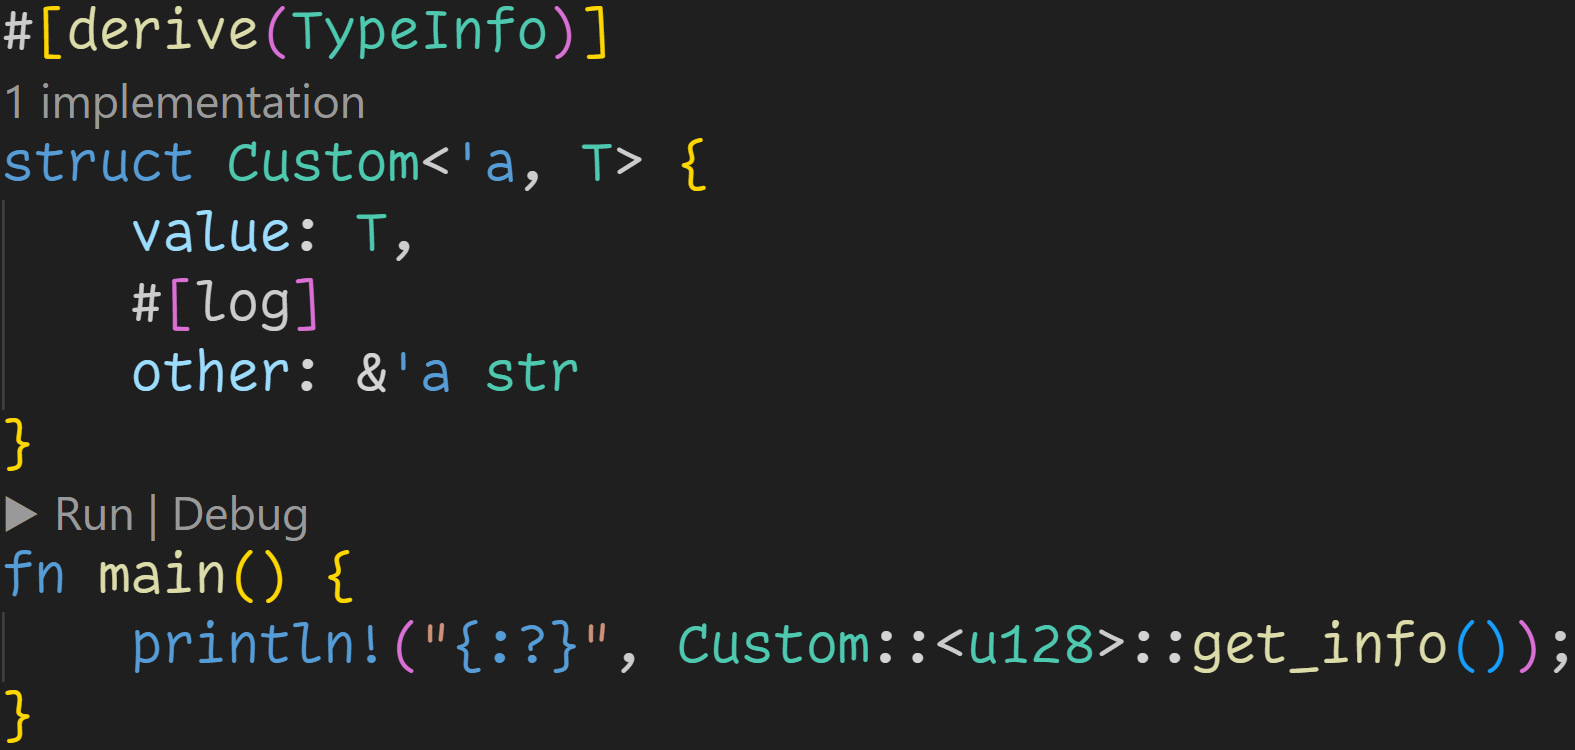 #[derive(TypeInfo)]
1 implementation
struct Custom<'a, T> {
    value: T,
    #[log]
    other: &'a str
}
▶ Run | Debug
fn main() {
    println!("{:?}", Custom::<u128>::get_info());
}